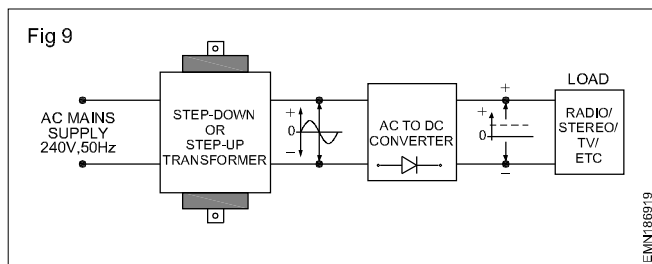 Fig 9
AC MAINS
SUPPLY
240V,50Hz
STEP-DOWN
OR
STEP-UP
TRANSFORMER
+
0
−
AC TO DC
CONVERTER
+
0
+
−
LOAD
RADIO/
STEREO/
TV/
ETC
EMN186919